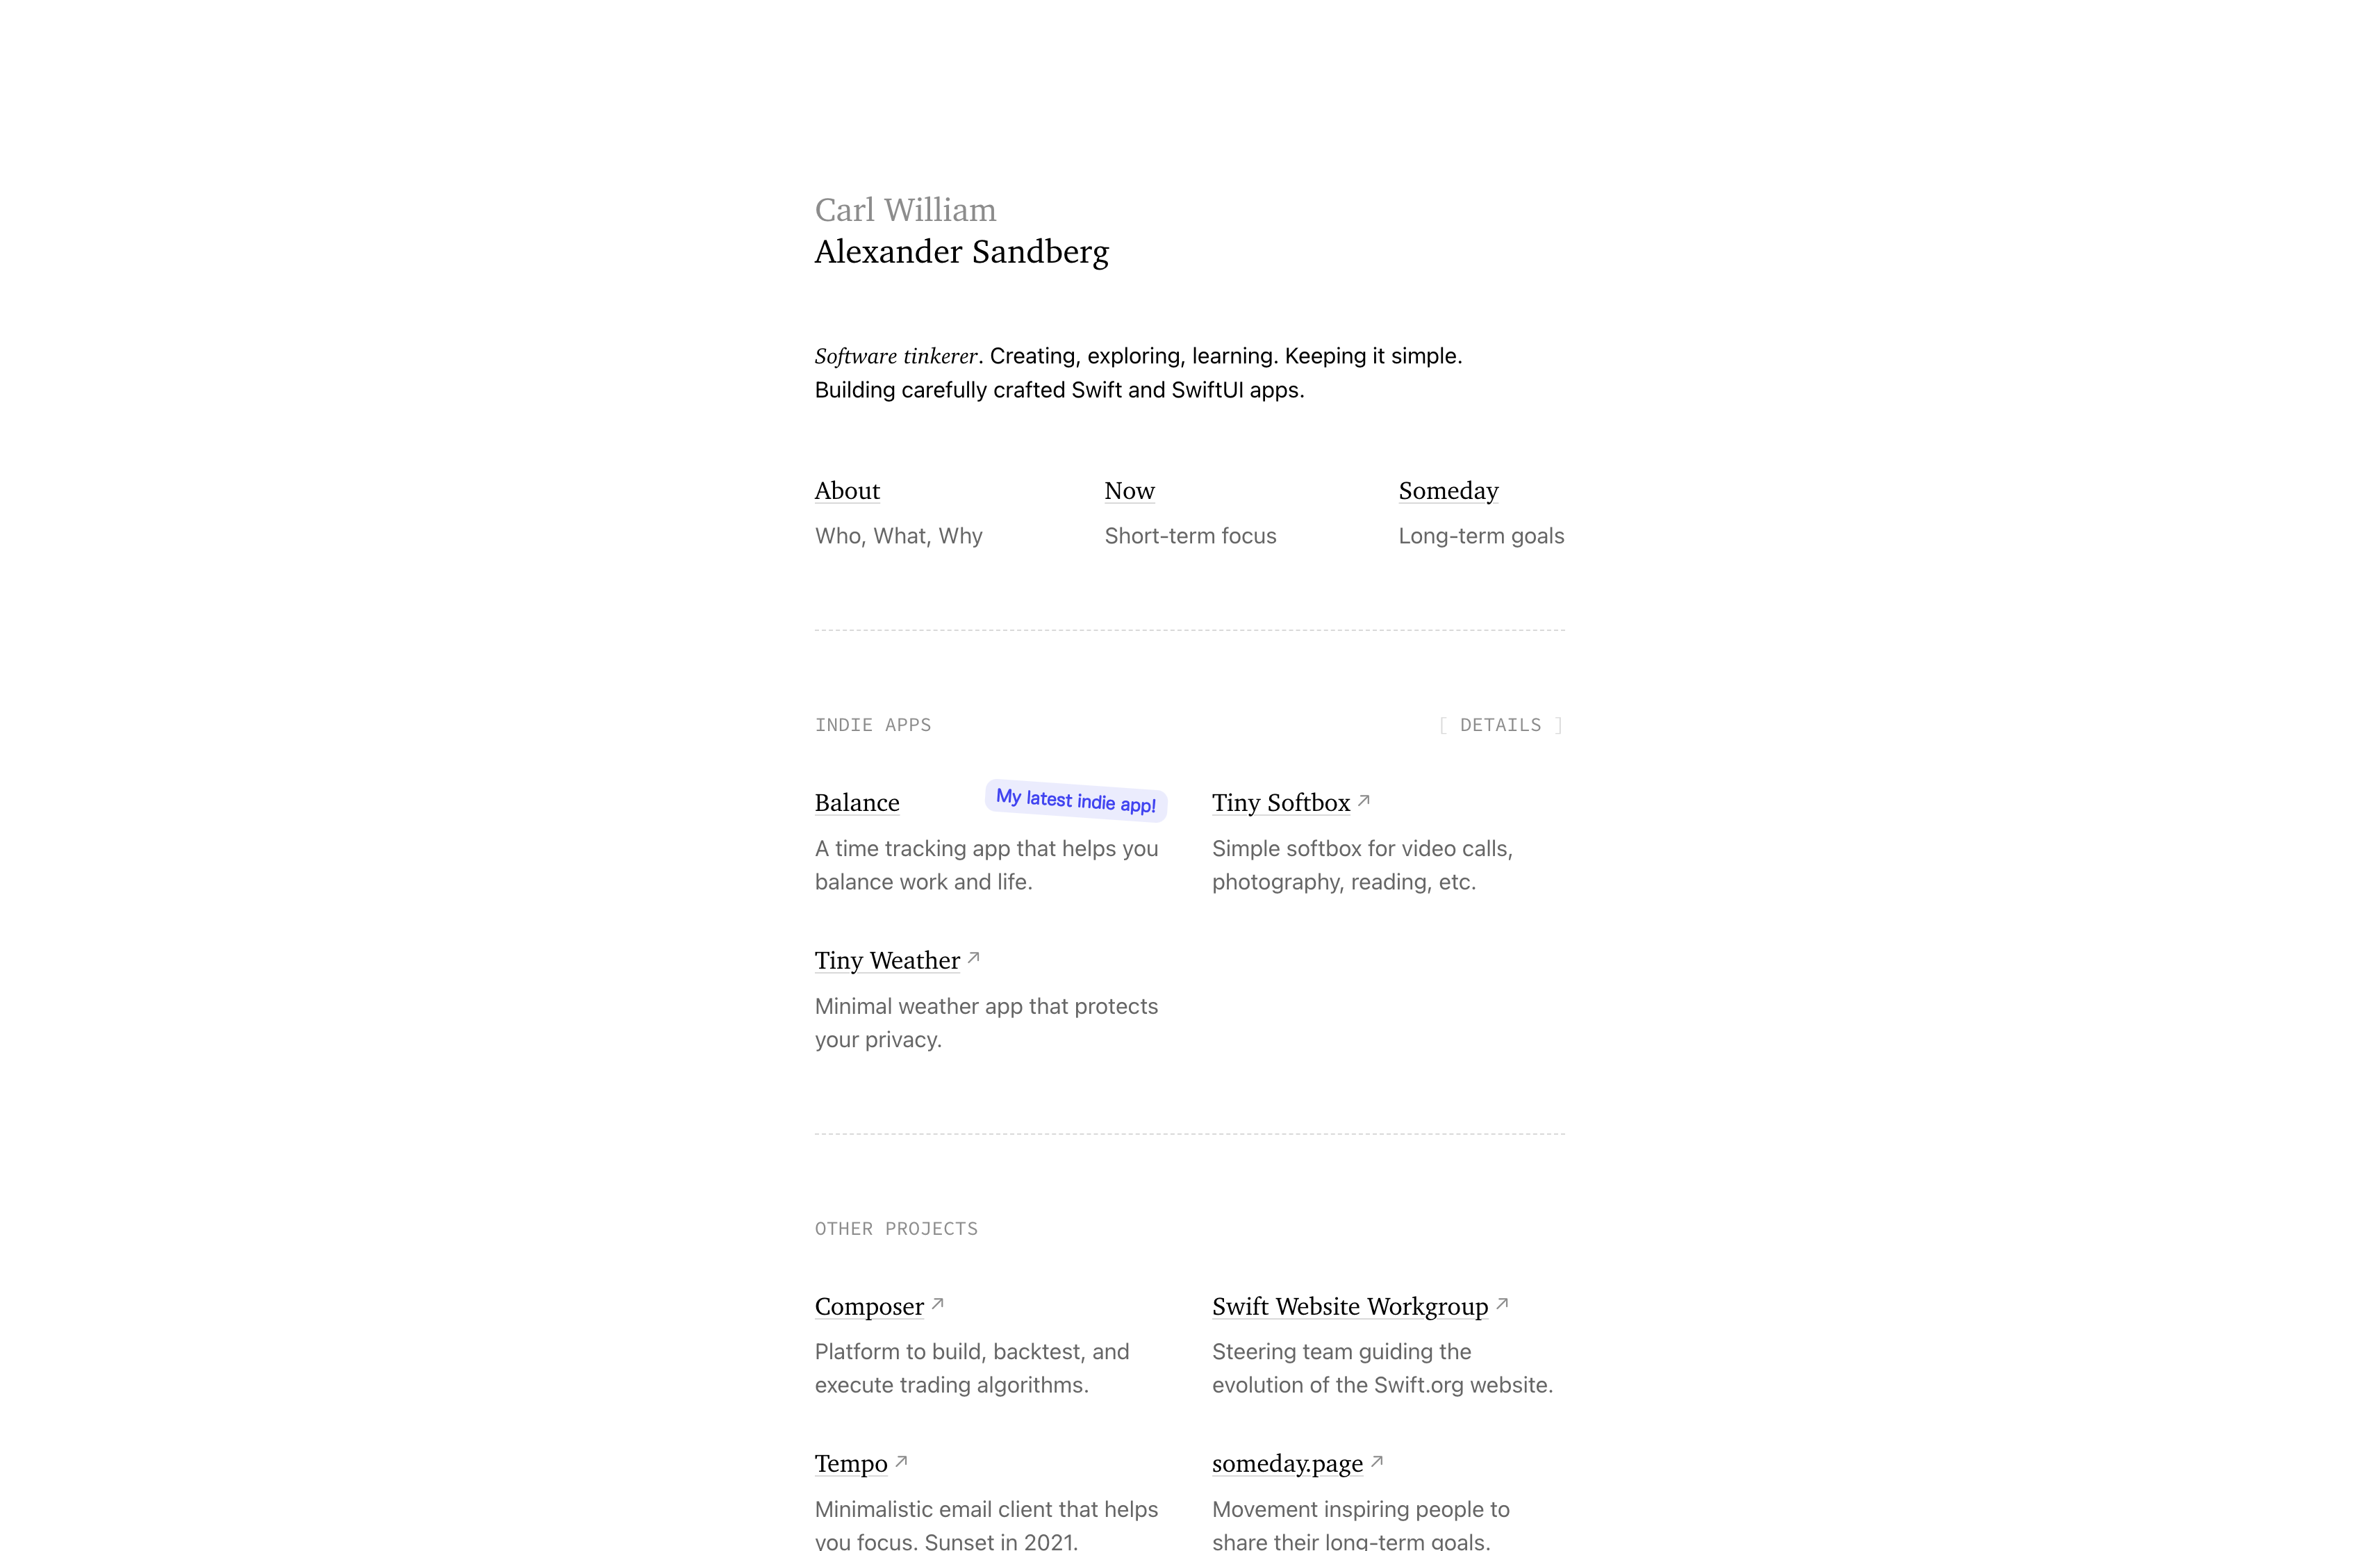 Carl William
Alexander Sandberg
Software tinkerer. Creating, exploring, learning. Keeping it simple.
Building carefully crafted Swift and SwiftUI apps.
About
Who, What, Why
Now
Short-term focus
Someday
Long-term goals
INDIE APPS
[ DETAILS ]
Balance
My latest indie app!
A time tracking app that helps you
balance work and life.
Tiny Softbox ↗
Simple softbox for video calls,
photography, reading, etc.
Tiny Weather ↗
Minimal weather app that protects
your privacy.
OTHER PROJECTS
Composer ↗
Platform to build, backtest, and
execute trading algorithms.
Swift Website Workgroup ↗
Steering team guiding the
evolution of the Swift.org website.
Tempo ↗
Minimalistic email client that helps
you focus. Sunset in 2021.
someday.page ↗
Movement inspiring people to
share their long-term goals.